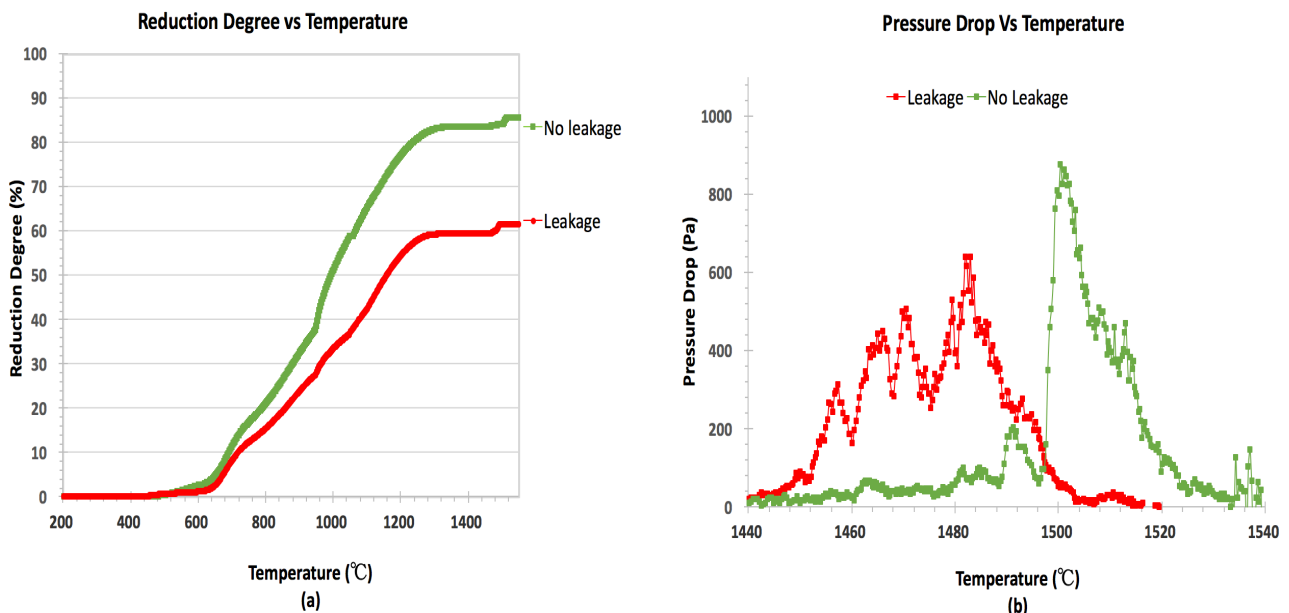 Reduction Degree vs Temperature
100
90
80
70
60
50
40
30
20
10
0
Reduction Degree (%)
200
400
600
800
1000
1200
1400
No leakage
Leakage
Temperature (℃)
(a)
Pressure Drop Vs Temperature
Leakage
No Leakage
1000
800
600
400
200
0
Pressure Drop (Pa)
1440
1460
1480
1500
1520
1540
Temperature (℃)
(b)